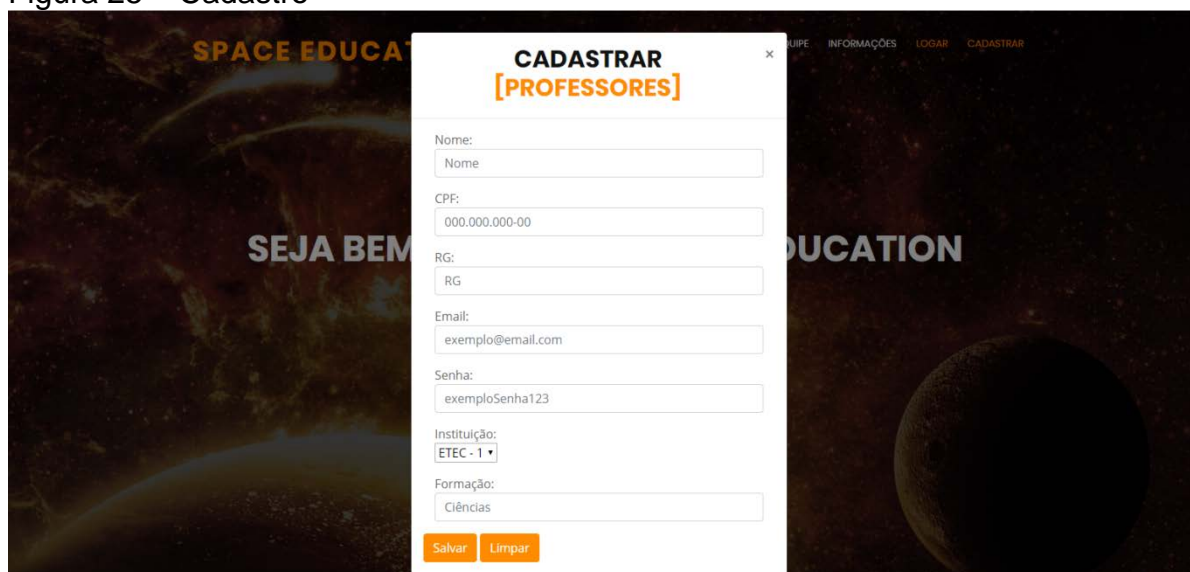 Figura 28 – Cadastro
SPACE EDUCAT
UIPE INFORMAÇÕES LOGAR CADASTRAR
CADASTRAR
×
[PROFESSORES]
Nome:
Nome
CPF:
000.000.000-00
SEJA BEM
UCATION
RG:
RG
Email:
exemplo@email.com
Senha:
exemploSenha123
Instituição:
ETEC - 1
Formação:
Ciências
Salvar Limpar